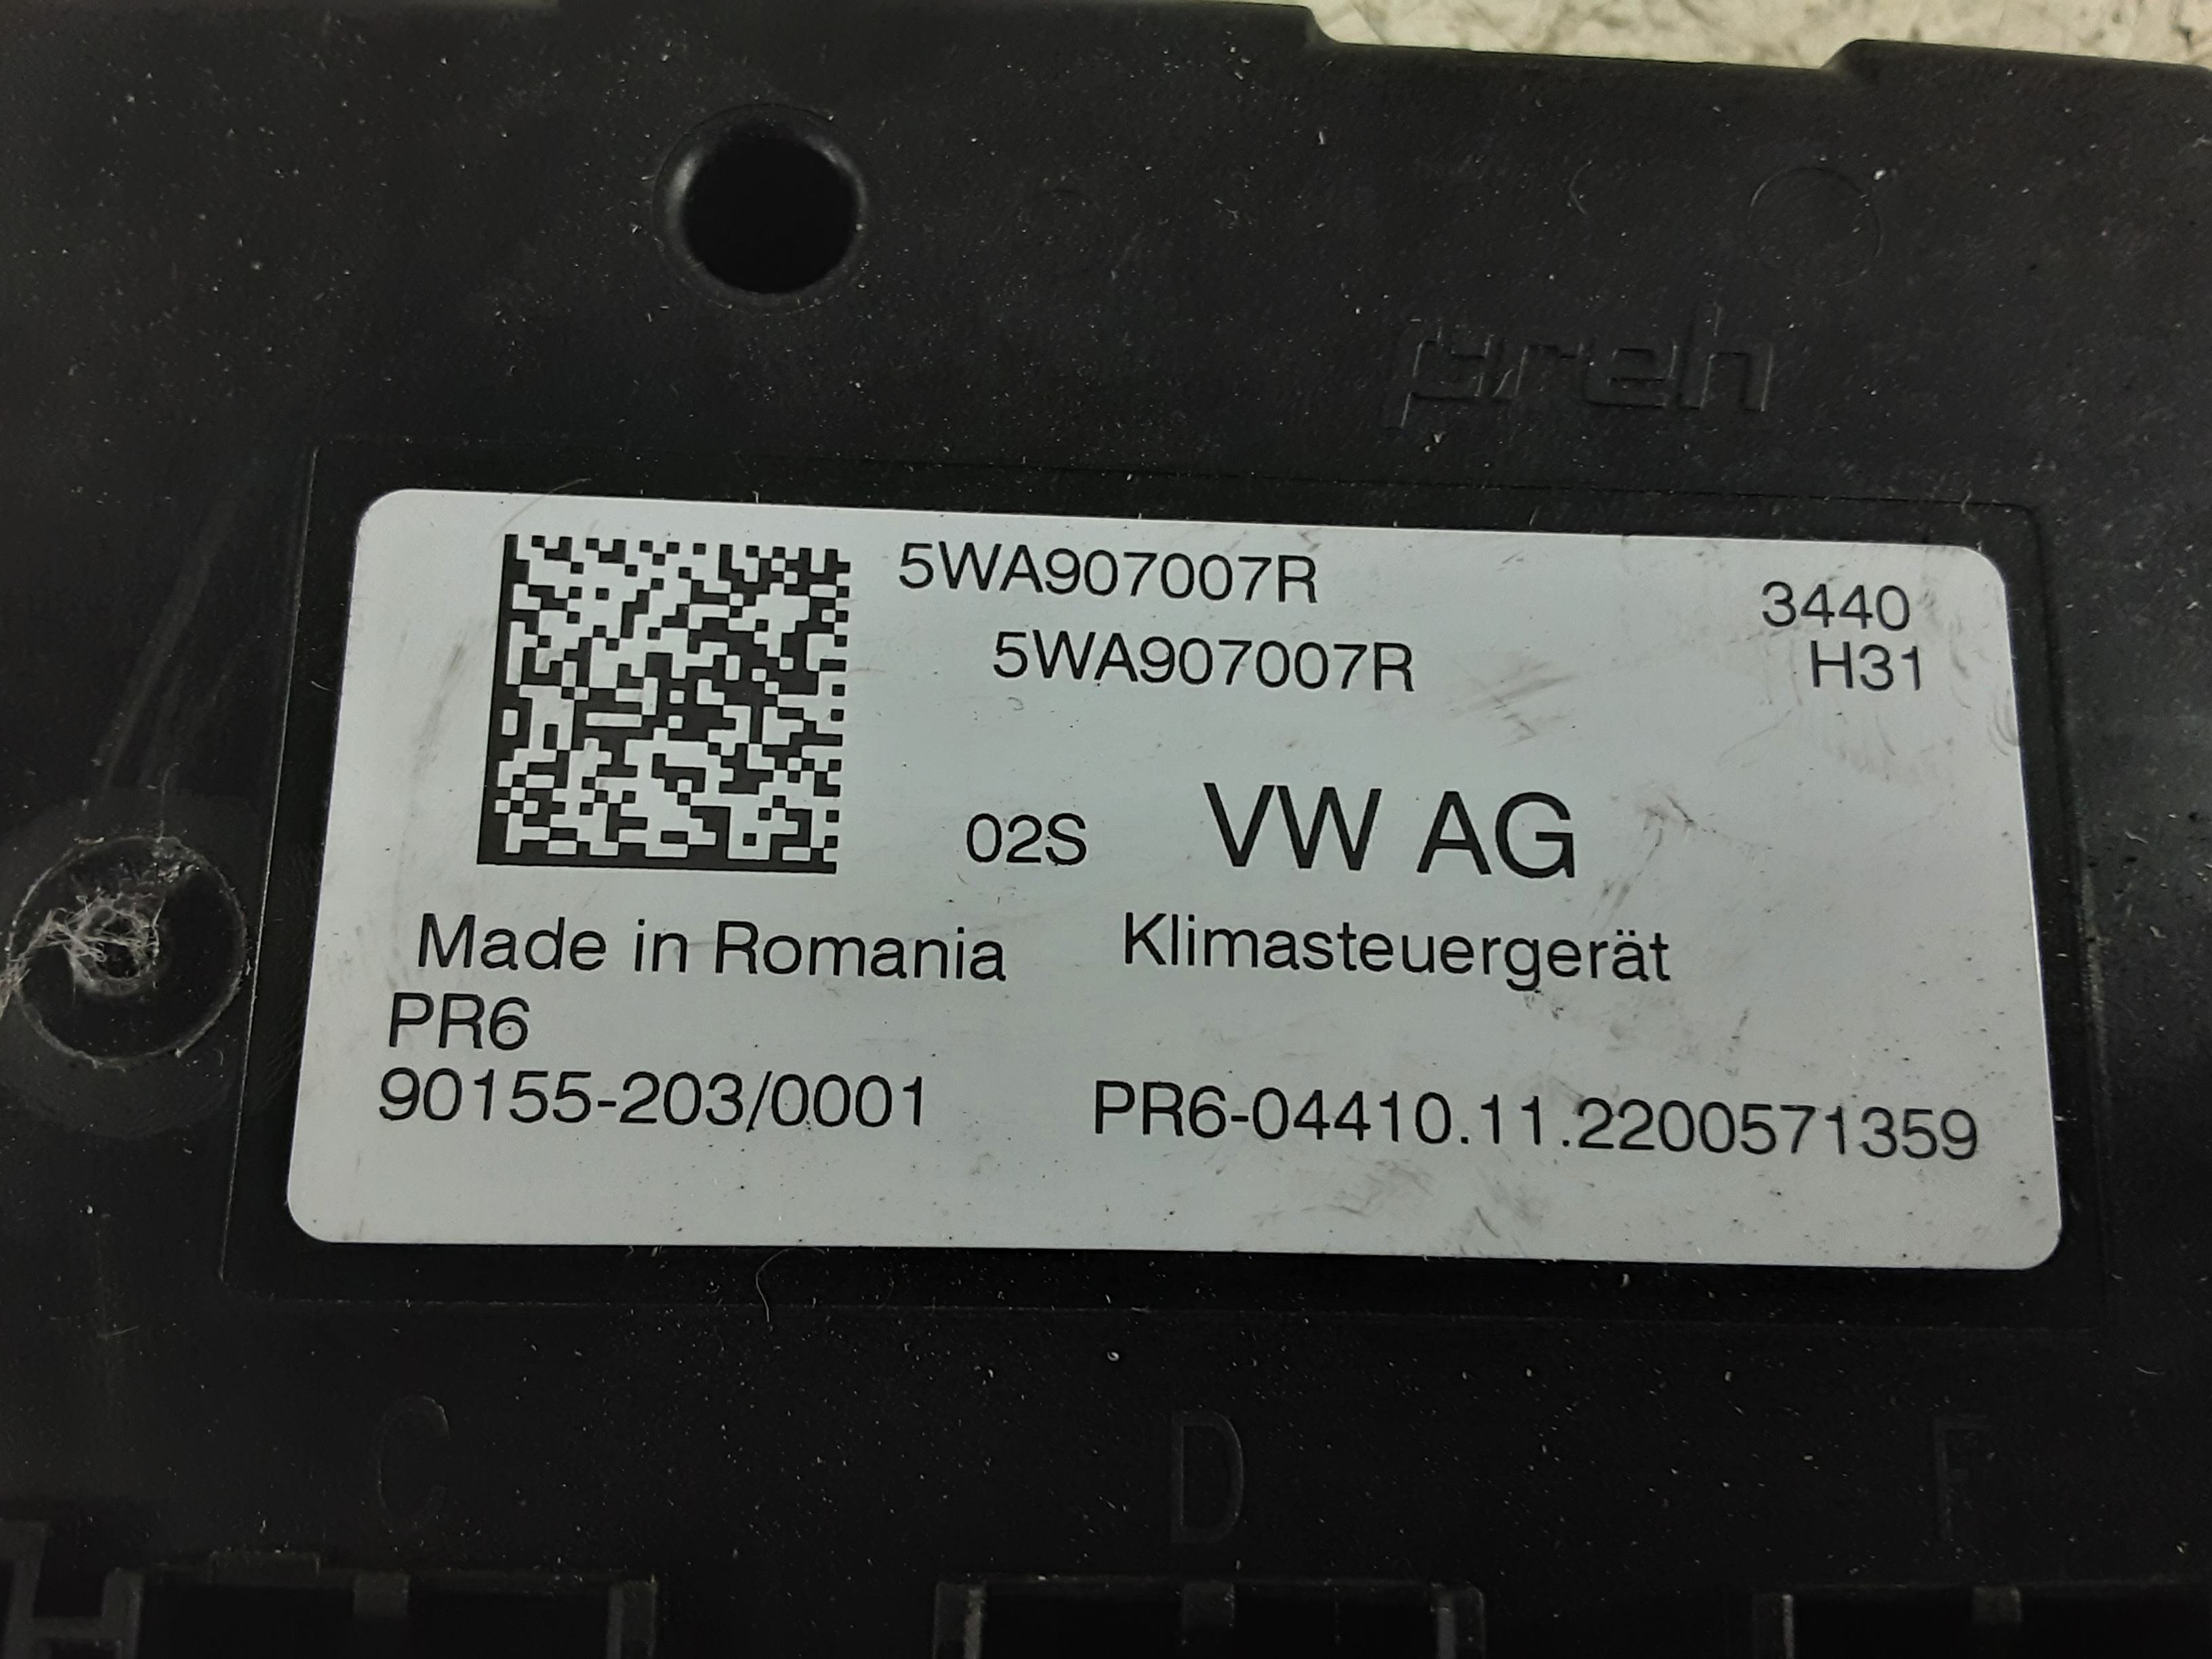 preh
5WA907007R
3440
5WA907007R
H31
02S
VW AG
Made in Romania
Klimasteuergerät
PR6
90155-203/0001
PR6-04410.11.2200571359
C
D